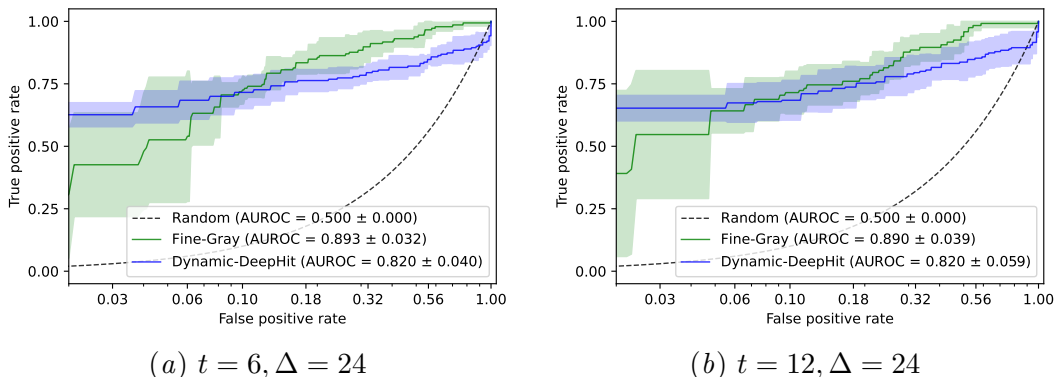 1.00
0.75
0.50
0.25
0.00
True positive rate
Random (AUROC = 0.500 ± 0.000)
Fine-Gray (AUROC = 0.893 ± 0.032)
Dynamic-DeepHit (AUROC = 0.820 ± 0.040)
0.03 0.06 0.10 0.18 0.32 0.56 1.00
False positive rate
(a) t = 6, Δ = 24
1.00
0.75
0.50
0.25
0.00
True positive rate
Random (AUROC = 0.500 ± 0.000)
Fine-Gray (AUROC = 0.890 ± 0.039)
Dynamic-DeepHit (AUROC = 0.820 ± 0.059)
0.03 0.06 0.10 0.18 0.32 0.56 1.00
False positive rate
(b) t = 12, Δ = 24